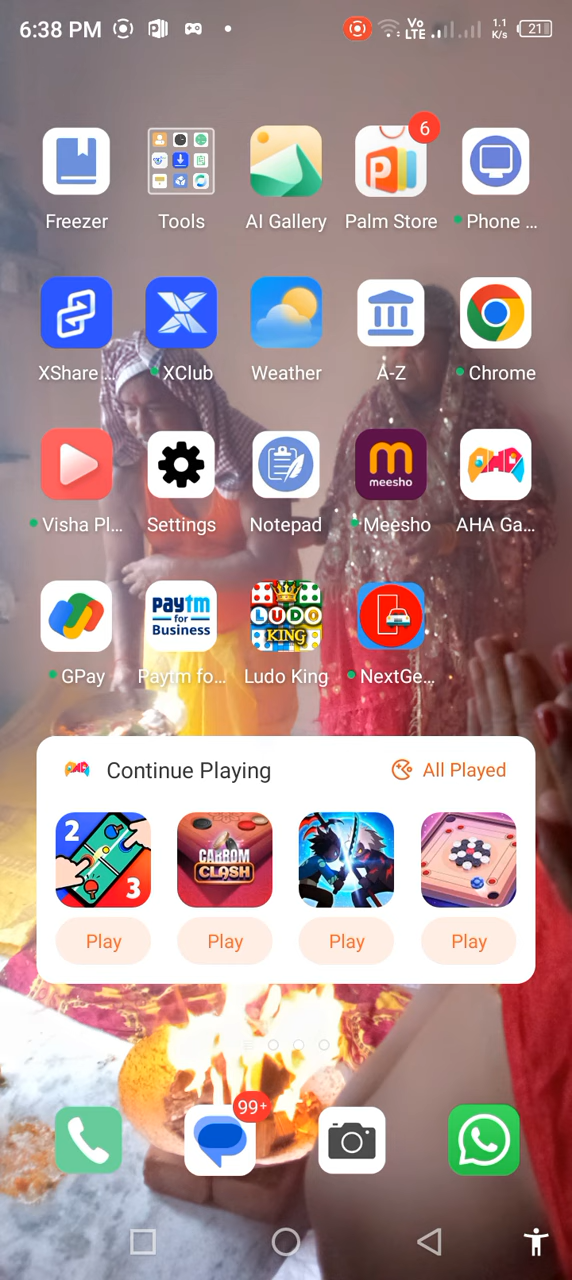 6:38 PM Vo LTE 1.1 K/s 21
6
Freezer Tools AI Gallery Palm Store Phone ...
XShare ... XClub Weather A-Z Chrome
meesho
Visha Pl... Settings Notepad Meesho AHA Ga...
paytm for Business LUDO KING
GPay Paytm fo... Ludo King NextGe...
Continue Playing All Played
2 3 CARROM CLASH
Play Play Play Play
99+